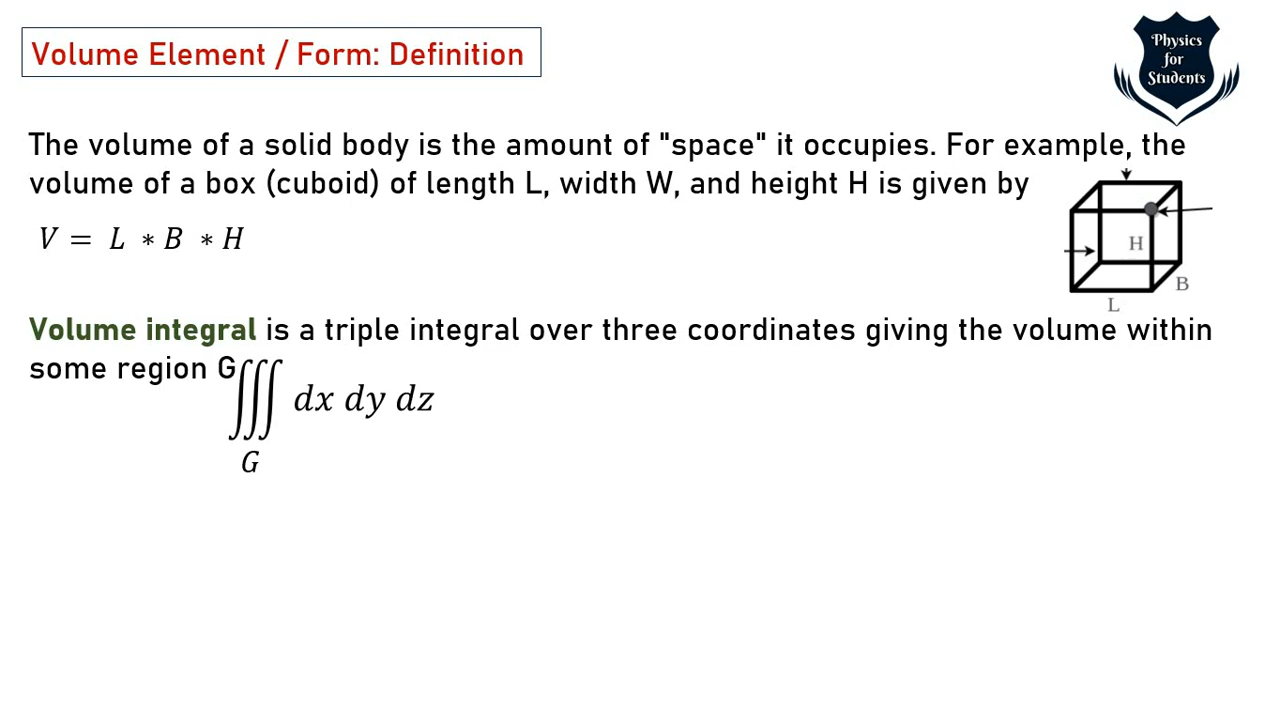 Volume Element / Form: Definition
Physics
for
Students
The volume of a solid body is the amount of "space" it occupies. For example, the
volume of a box (cuboid) of length L, width W, and height H is given by
V = L ∗ B ∗ H
H
B
L
Volume integral is a triple integral over three coordinates giving the volume within
some region G
∭ dx dy dz
G